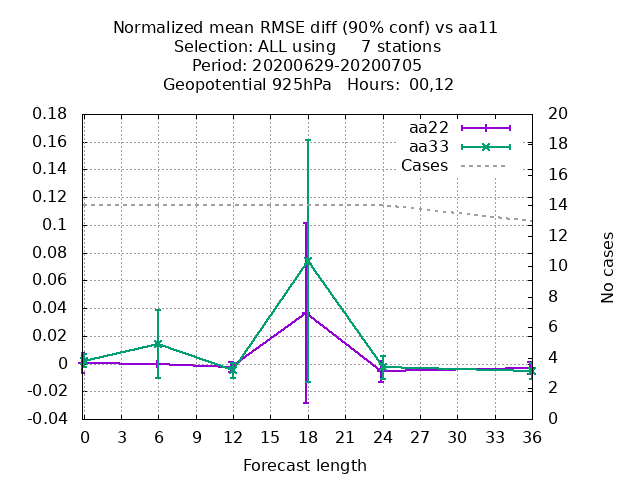 Normalized mean RMSE diff (90% conf) vs aa11
Selection: ALL using     7 stations
Period: 20200629-20200705
Geopotential 925hPa   Hours: 00,12
aa22
aa33
Cases
0.18
0.16
0.14
0.12
0.1
0.08
0.06
0.04
0.02
0
-0.02
-0.04
20
18
16
14
12
10
8
6
4
2
0
No cases
0 3 6 9 12 15 18 21 24 27 30 33 36
Forecast length